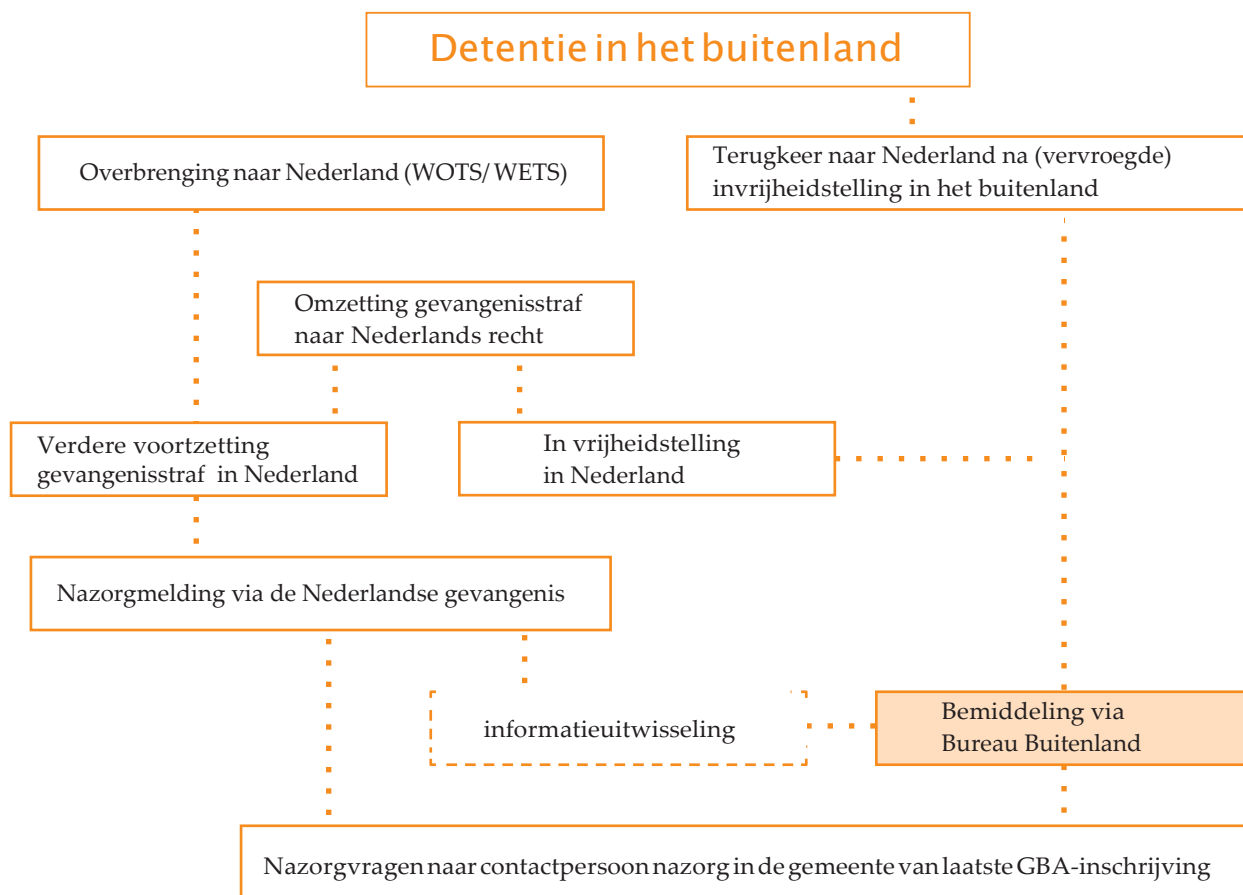 Detentie in het buitenland
Overbrenging naar Nederland (WOTS/ WETS)
Terugkeer naar Nederland na (vervroegde)
invrijheidstelling in het buitenland
Omzetting gevangenisstraf
naar Nederlands recht
Verdere voortzetting
gevangenisstraf in Nederland
In vrijheidstelling
in Nederland
Nazorgmelding via de Nederlandse gevangenis
informatieuitwisseling
Bemiddeling via
Bureau Buitenland
Nazorgvragen naar contactpersoon nazorg in de gemeente van laatste GBA-inschrijving